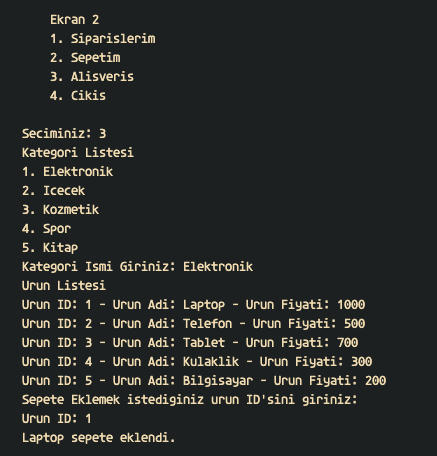 Ekran 2
1. Siparislerim
2. Sepetim
3. Alisveris
4. Cikis
Seciminiz: 3
Kategori Listesi
1. Elektronik
2. Icecek
3. Kozmetik
4. Spor
5. Kitap
Kategori Ismi Giriniz: Elektronik
Urun Listesi
Urun ID: 1 - Urun Adi: Laptop - Urun Fiyati: 1000
Urun ID: 2 - Urun Adi: Telefon - Urun Fiyati: 500
Urun ID: 3 - Urun Adi: Tablet - Urun Fiyati: 700
Urun ID: 4 - Urun Adi: Kulaklik - Urun Fiyati: 300
Urun ID: 5 - Urun Adi: Bilgisayar - Urun Fiyati: 200
Sepete Eklemek istediginiz urun ID'sini giriniz:
Urun ID: 1
Laptop sepete eklendi.